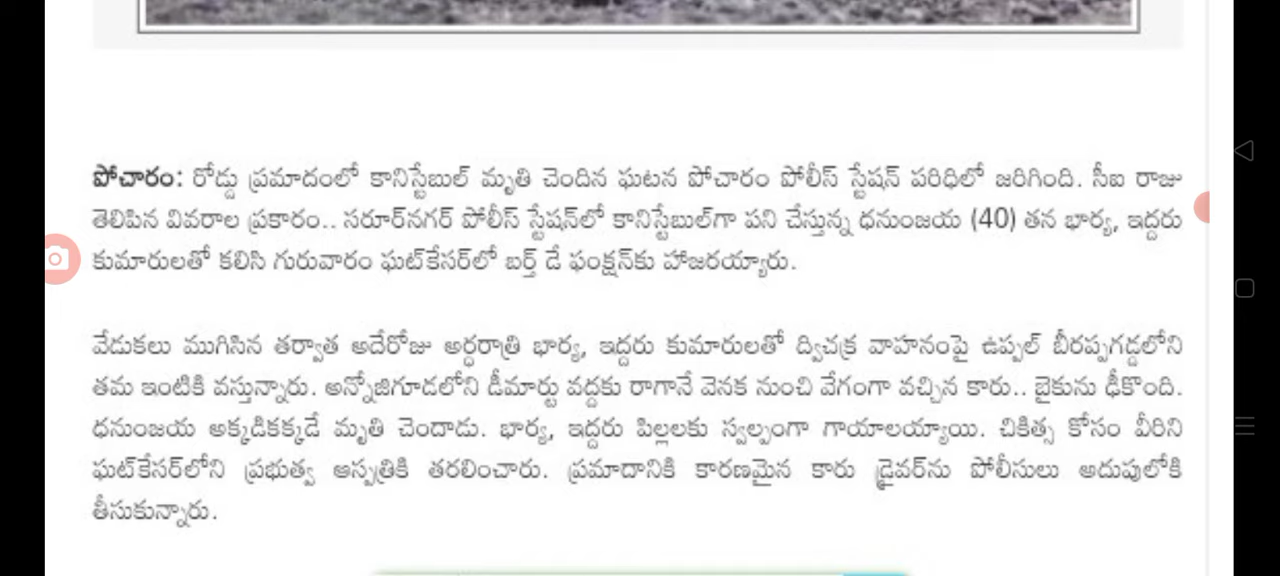 పోచారం: రోడ్డు ప్రమాదంలో కానిస్టేబుల్ మృతి చెందిన ఘటన పోచారం పోలీస్ స్టేషన్ పరిధిలో జరిగింది. సీఐ రాజు
తెలిపిన వివరాల ప్రకారం.. సరూర్‌నగర్ పోలీస్ స్టేషన్‌లో కానిస్టేబుల్‌గా పని చేస్తున్న ధనుంజయ (40) తన భార్య, ఇద్దరు
కుమారులతో కలిసి గురువారం ఘట్‌కేసర్‌లో బర్త్ డే ఫంక్షన్‌కు హాజరయ్యారు.
వేడుకలు ముగిసిన తర్వాత అదేరోజు అర్ధరాత్రి భార్య, ఇద్దరు కుమారులతో ద్విచక్ర వాహనంపై ఉప్పల్ బీరప్పగడ్డలోని
తమ ఇంటికి వస్తున్నారు. అన్నోజిగూడలోని డీమార్టు వద్దకు రాగానే వెనక నుంచి వేగంగా వచ్చిన కారు.. బైకును ఢీకొంది.
ధనుంజయ అక్కడికక్కడే మృతి చెందాడు. భార్య, ఇద్దరు పిల్లలకు స్వల్పంగా గాయాలయ్యాయి. చికిత్స కోసం వీరిని
ఘట్‌కేసర్‌లోని ప్రభుత్వ ఆస్పత్రికి తరలించారు. ప్రమాదానికి కారణమైన కారు డ్రైవర్‌ను పోలీసులు అదుపులోకి
తీసుకున్నారు.